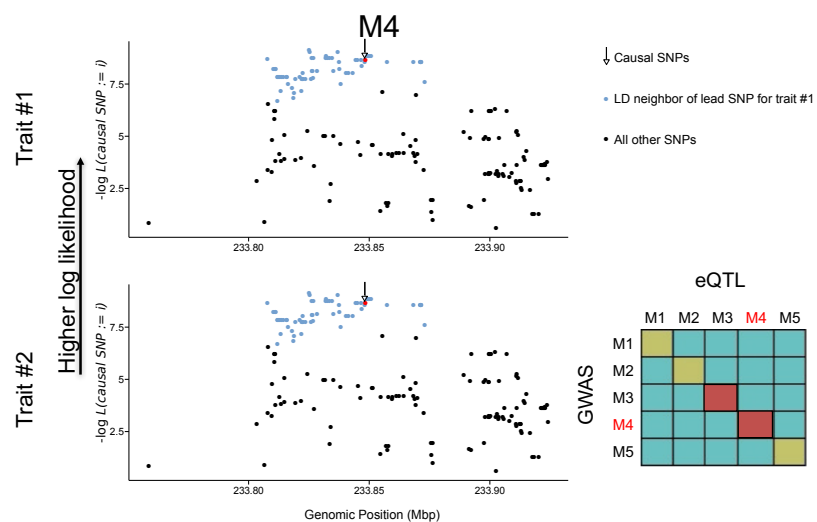 M4
Trait #1
-log L(causal SNP := i)
7.5
5
2.5
233.80
233.85
233.90
Causal SNPs
LD neighbor of lead SNP for trait #1
All other SNPs
Higher log likelihood
Trait #2
-log L(causal SNP := i)
7.5
5
2.5
233.80
233.85
233.90
Genomic Position (Mbp)
eQTL
M1 M2 M3 M4 M5
GWAS
M1
M2
M3
M4
M5